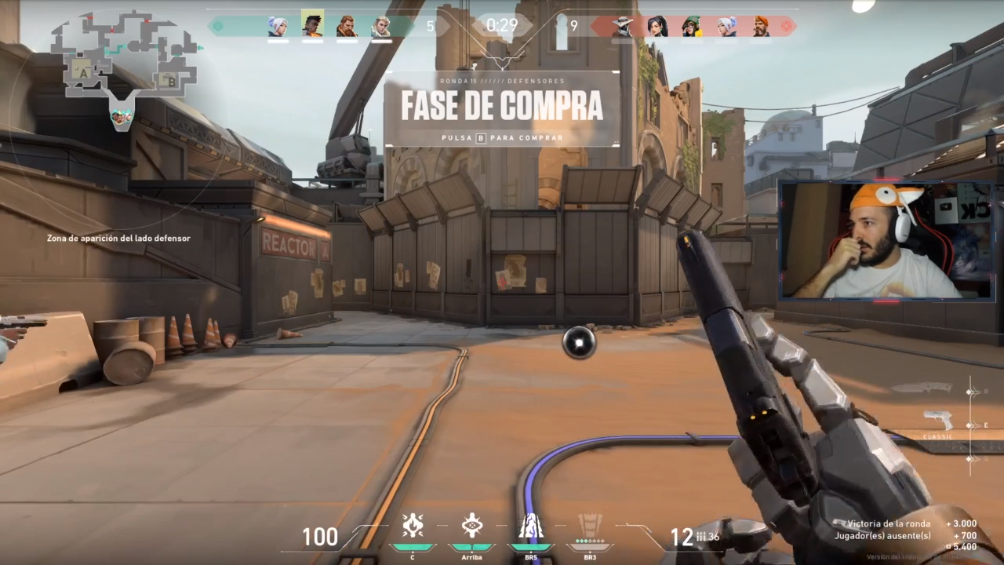 5
0:29
9
RONDA 15 ////// DEFENSORES
FASE DE COMPRA
PULSA B PARA COMPRAR
A
B
Zona de aparición del lado defensor
REACTOR A
CLASSIC
E
100
12
36
C
Arriba
BR5
BR3
Victoria de la ronda + 3.000
Jugador(es) ausente(s) + 700
5.400